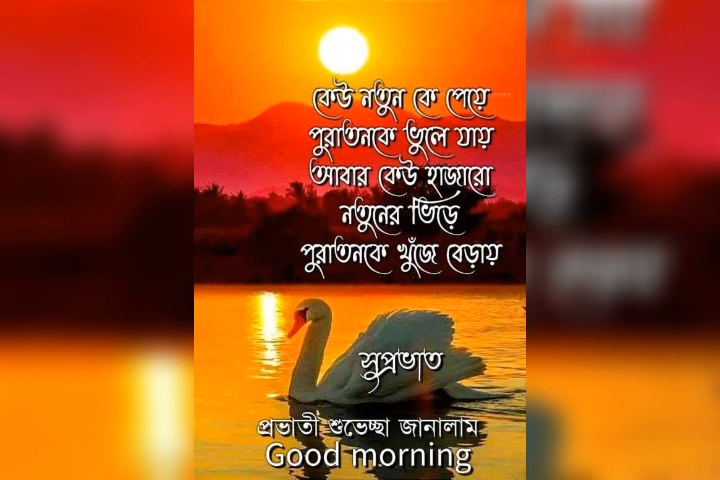 কেউ নতুন কে পেয়ে
পুরাতনকে ভুলে যায়
আবার কেউ হাজারো
নতুনের ভিঁড়ে
পুরাতনকে খুঁজে বেড়ায়
সুপ্রভাত
প্রভাতী শুভেচ্ছা জানালাম
Good morning